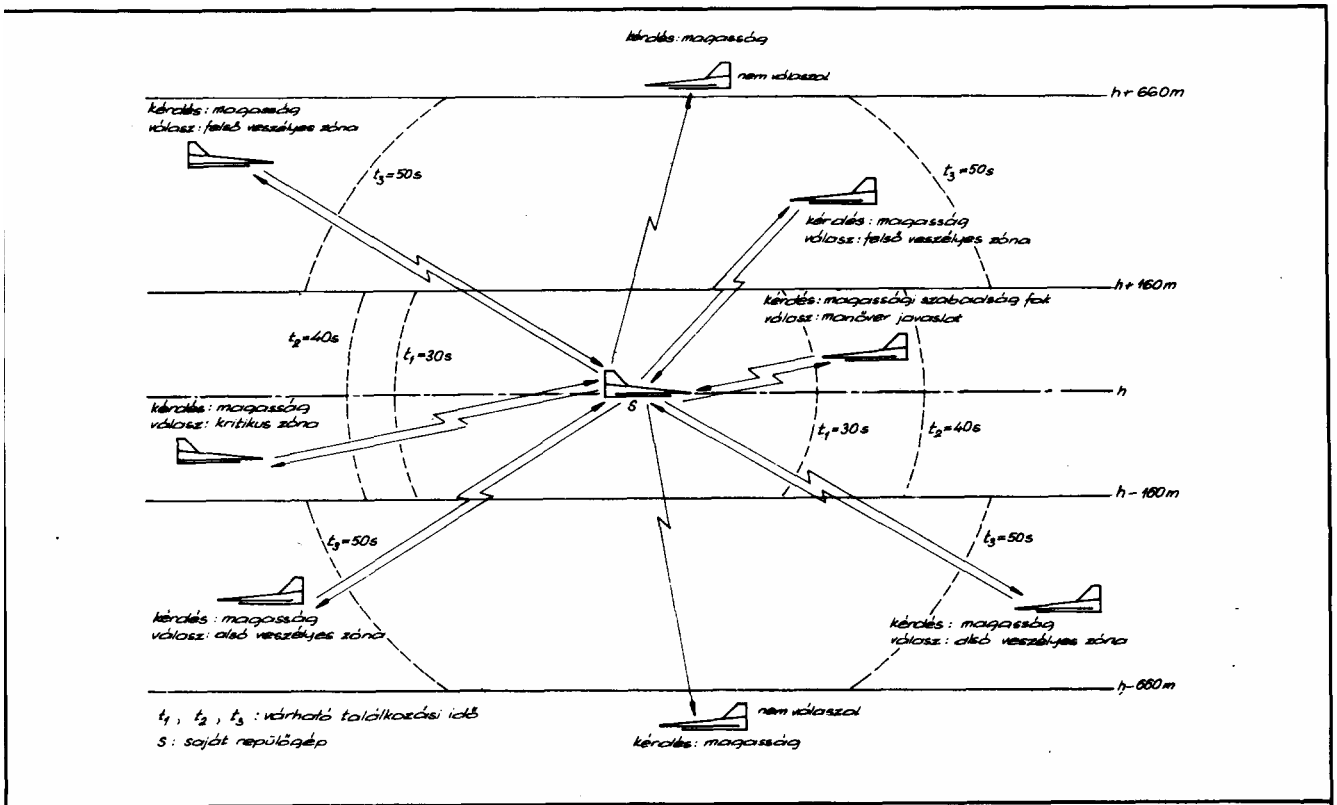 kérdés: magasság
nem válaszol
h+660m
kérdés: magasság
válasz: felső veszélyes zóna
t₃=50s
t₃=50s
kérdés: magasság
válasz: felső veszélyes zóna
h+160m
kérdés: magassági szabadság fok
válasz: manőver javaslat
t₂=40s
t₁=30s
h
S
kérdés: magasság
válasz: kritikus zóna
t₁=30s
t₂=40s
h-160m
t₃=50s
t₃=50s
kérdés: magasság
válasz: alsó veszélyes zóna
kérdés: magasság
válasz: alsó veszélyes zóna
h-660m
t₁, t₂, t₃: várható találkozási idő
nem válaszol
S: saját repülőgép
kérdés: magasság